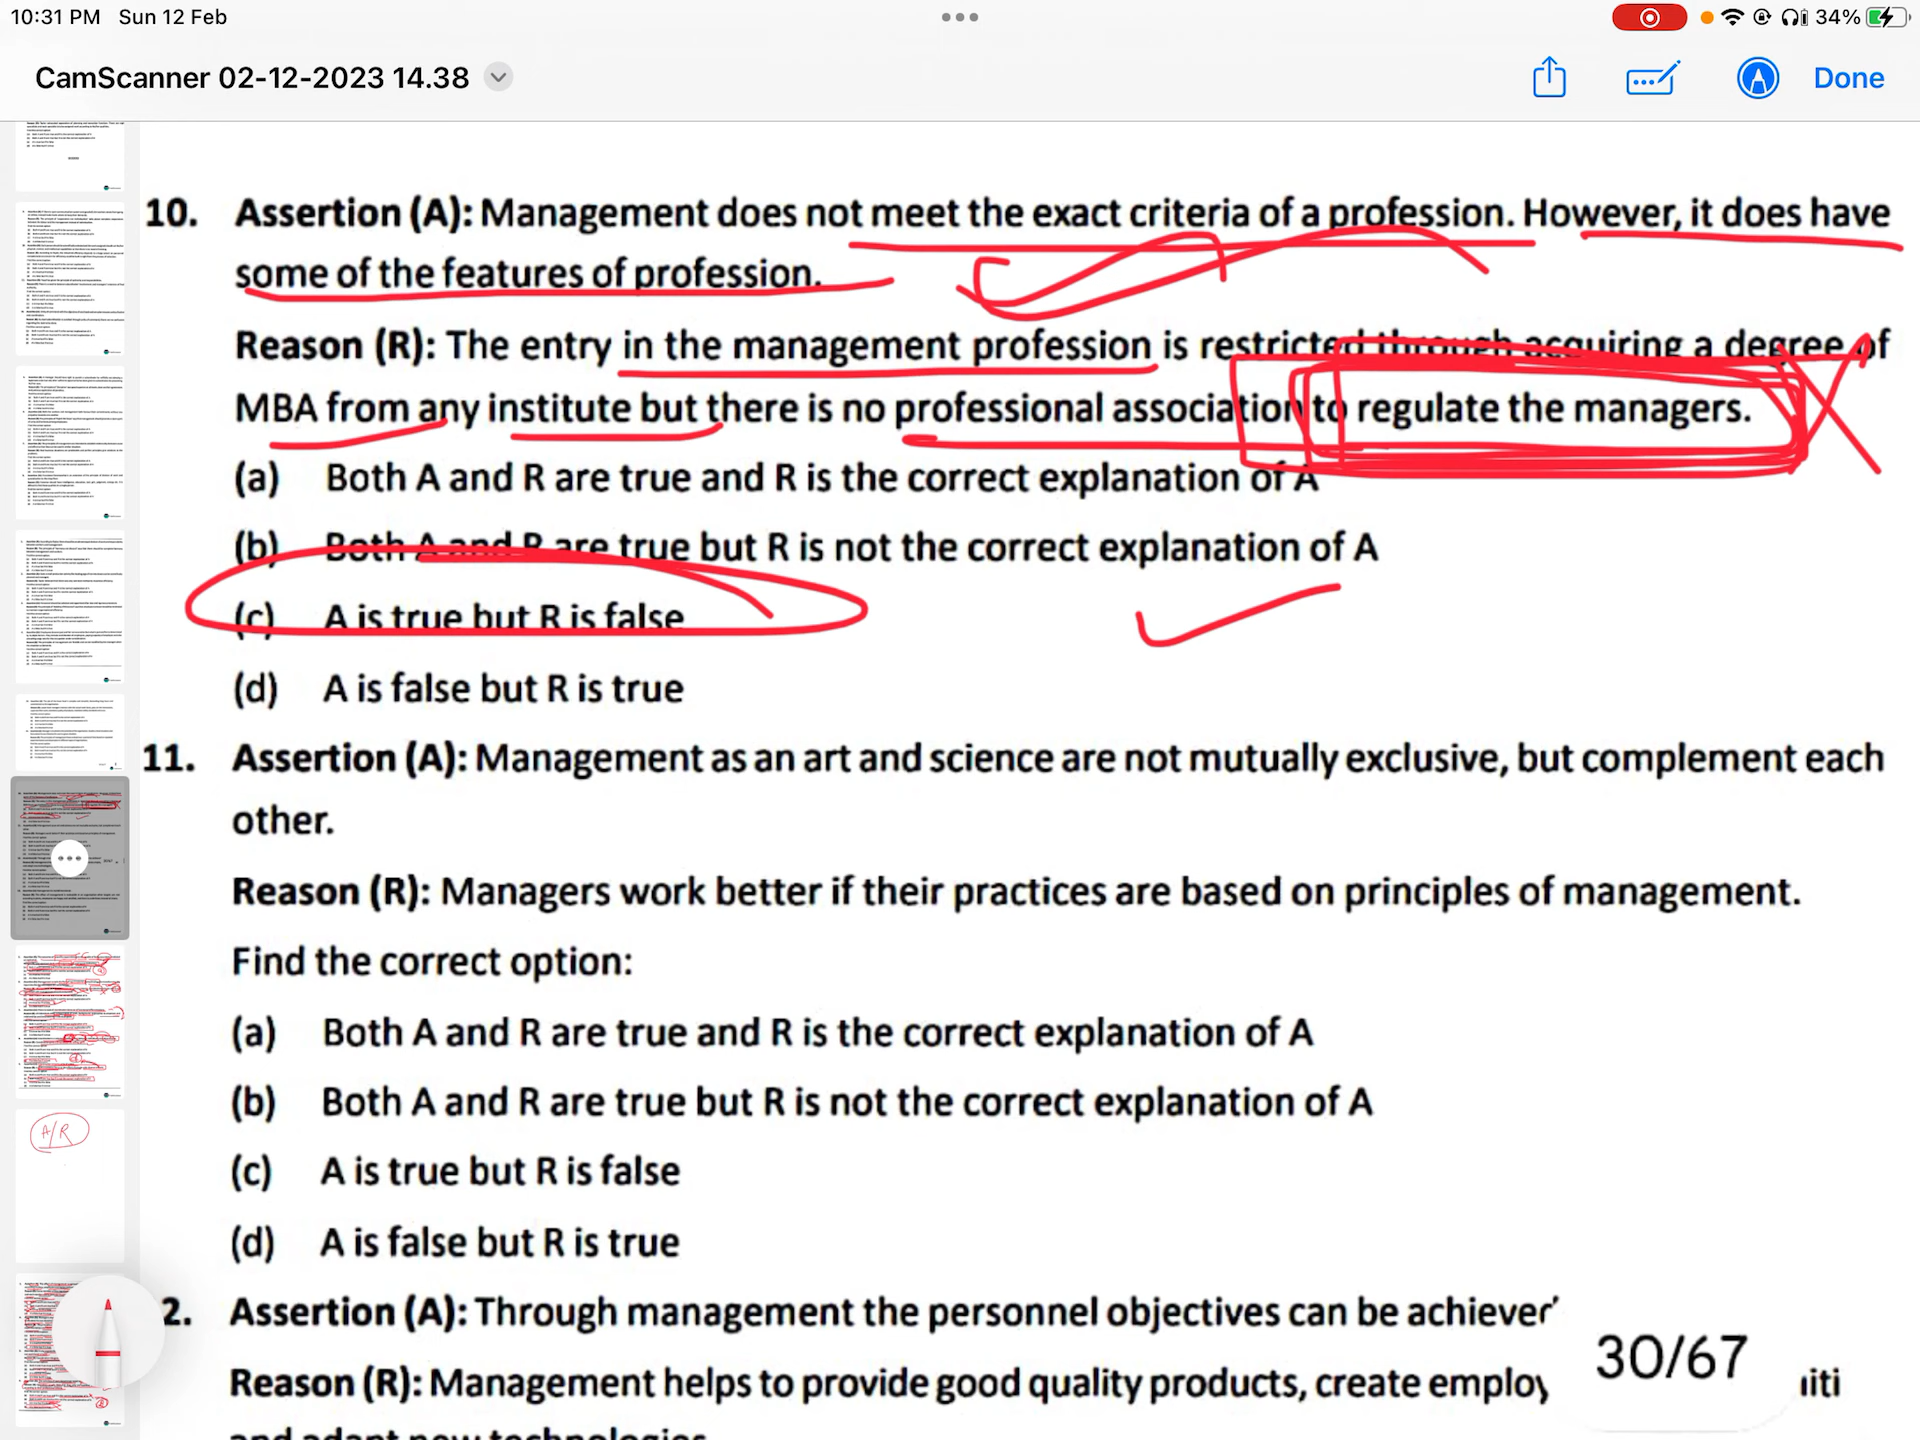 10:31 PM Sun 12 Feb
34%
CamScanner 02-12-2023 14.38
Done
10. Assertion (A): Management does not meet the exact criteria of a profession. However, it does have
some of the features of profession.
Reason (R): The entry in the management profession is restricted through acquiring a degree of
MBA from any institute but there is no professional association to regulate the managers.
(a) Both A and R are true and R is the correct explanation of A
(b) Both A and R are true but R is not the correct explanation of A
(c) A is true but R is false
(d) A is false but R is true
11. Assertion (A): Management as an art and science are not mutually exclusive, but complement each
other.
Reason (R): Managers work better if their practices are based on principles of management.
Find the correct option:
(a) Both A and R are true and R is the correct explanation of A
(b) Both A and R are true but R is not the correct explanation of A
(c) A is true but R is false
(d) A is false but R is true
2. Assertion (A): Through management the personnel objectives can be
Reason (R): Management helps to provide good quality products, create
and adapt new technologies
30/67
A/R